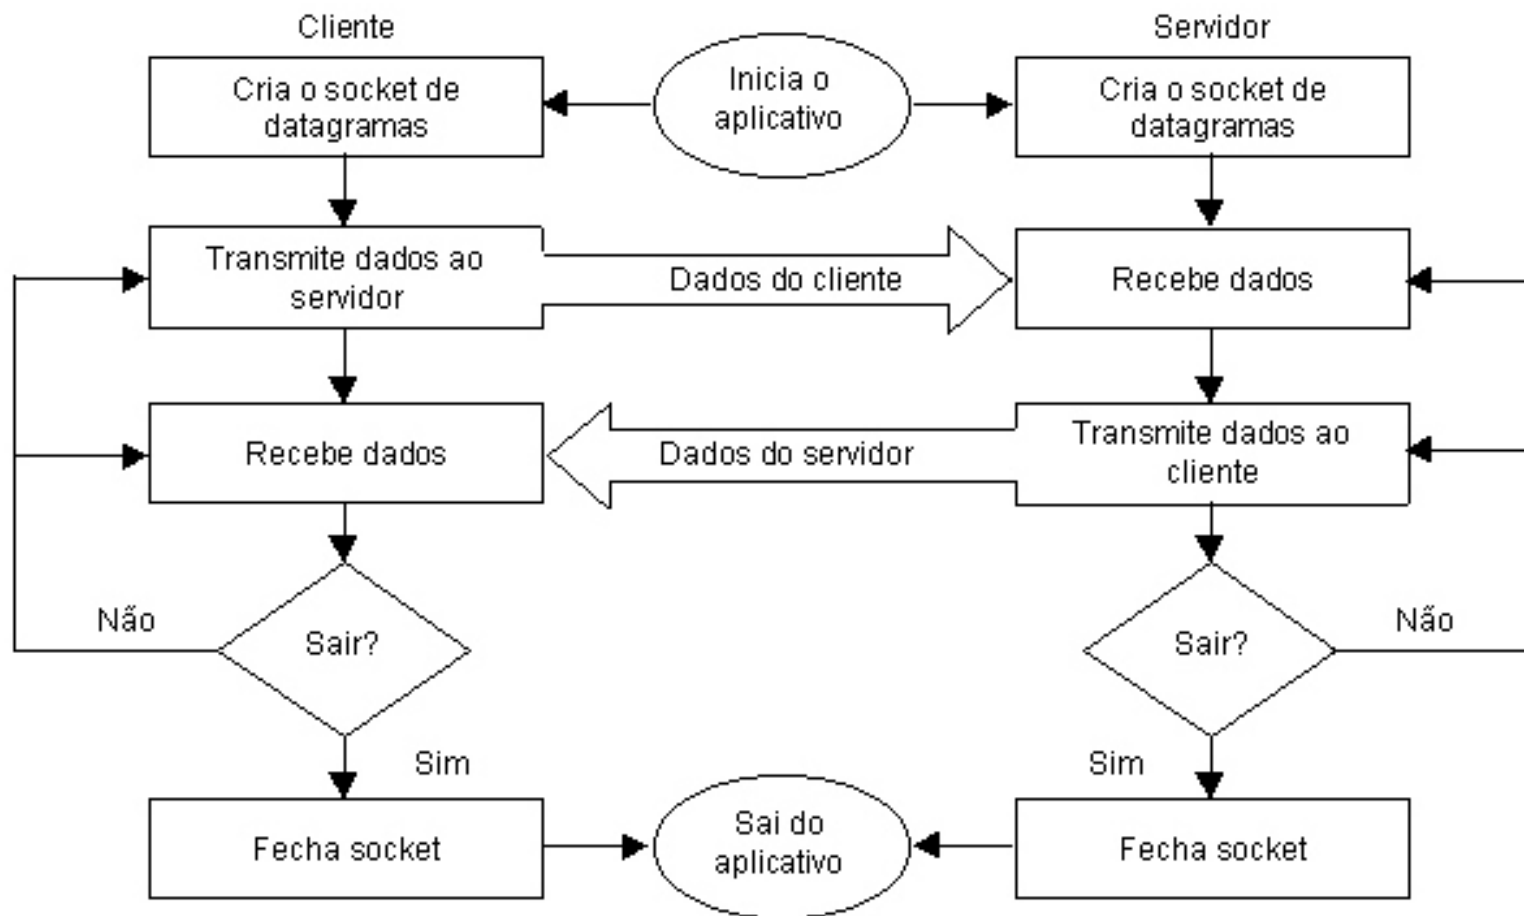 Cliente
Servidor
Cria o socket de
datagramas
Inicia o
aplicativo
Cria o socket de
datagramas
Transmite dados ao
servidor
Dados do cliente
Recebe dados
Recebe dados
Dados do servidor
Transmite dados ao
cliente
Não
Sair?
Sair?
Não
Sim
Sim
Fecha socket
Sai do
aplicativo
Fecha socket